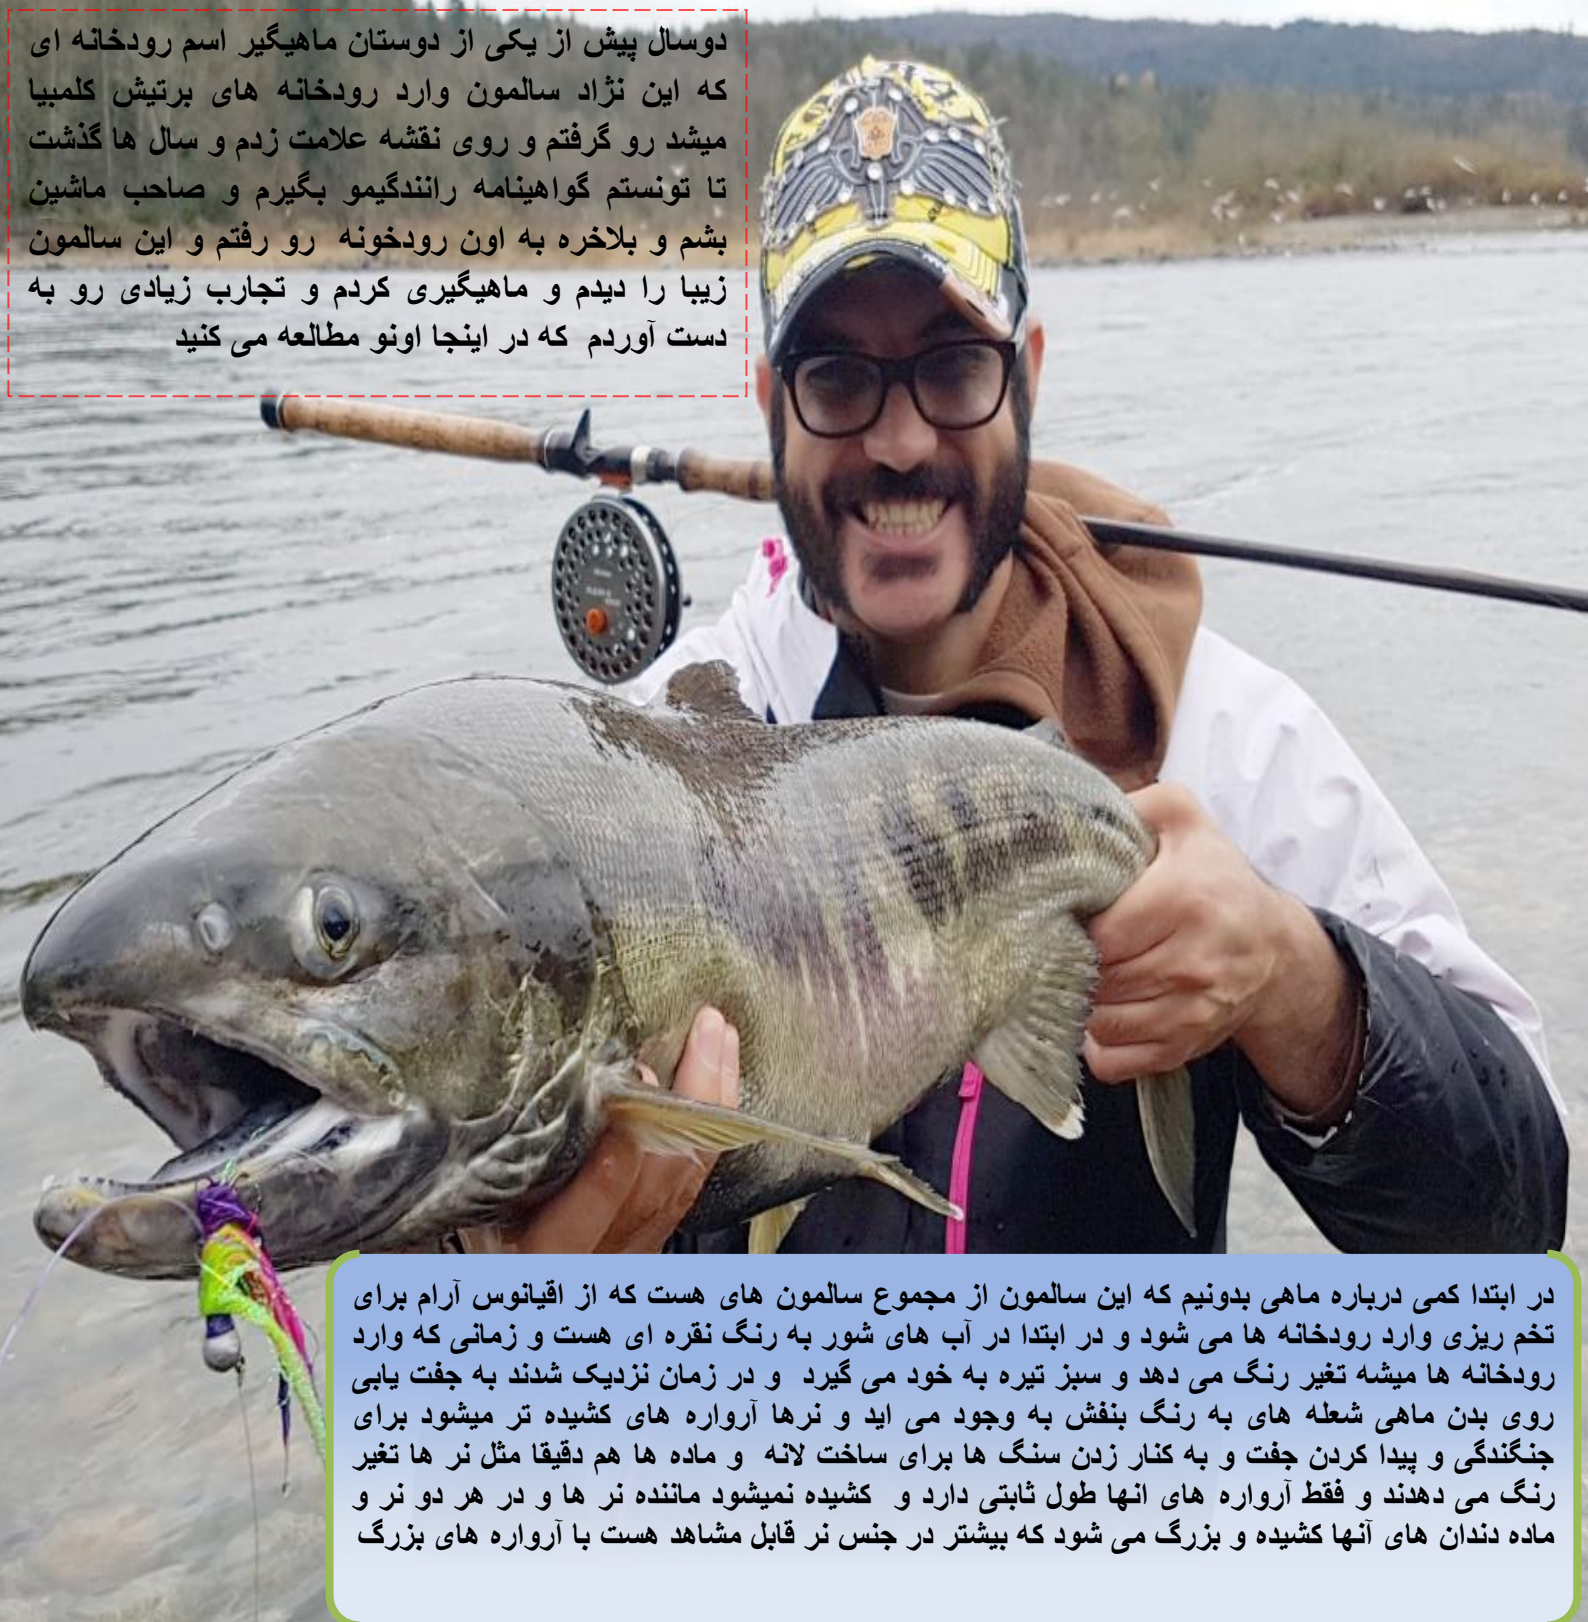 دوسال پیش از یکی از دوستان ماهیگیر اسم رودخانه ای
که این نژاد سالمون وارد رودخانه های برتیش کلمبیا
میشد رو گرفتم و روی نقشه علامت زدم و سال ها گذشت
تا تونستم گواهینامه رانندگیمو بگیرم و صاحب ماشین
بشم و بلاخره به اون رودخونه رو رفتم و این سالمون
زیبا را دیدم و ماهیگیری کردم و تجارب زیادی رو به
دست آوردم که در اینجا اونو مطالعه می کنید
در ابتدا کمی درباره ماهی بدونیم که این سالمون از مجموع سالمون های هست که از اقیانوس آرام برای
تخم ریزی وارد رودخانه ها می شود و در ابتدا در آب های شور به رنگ نقره ای هست و زمانی که وارد
رودخانه ها میشه تغیر رنگ می دهد و سبز تیره به خود می گیرد و در زمان نزدیک شدند به جفت یابی
روی بدن ماهی شعله های به رنگ بنفش به وجود می اید و نرها آرواره های کشیده تر میشود برای
جنگندگی و پیدا کردن جفت و به کنار زدن سنگ ها برای ساخت لانه و ماده ها هم دقیقا مثل نر ها تغیر
رنگ می دهدند و فقط آرواره های انها طول ثابتی دارد و کشیده نمیشود ماننده نر ها و در هر دو نر و
ماده دندان های آنها کشیده و بزرگ می شود که بیشتر در جنس نر قابل مشاهد هست با آرواره های بزرگ